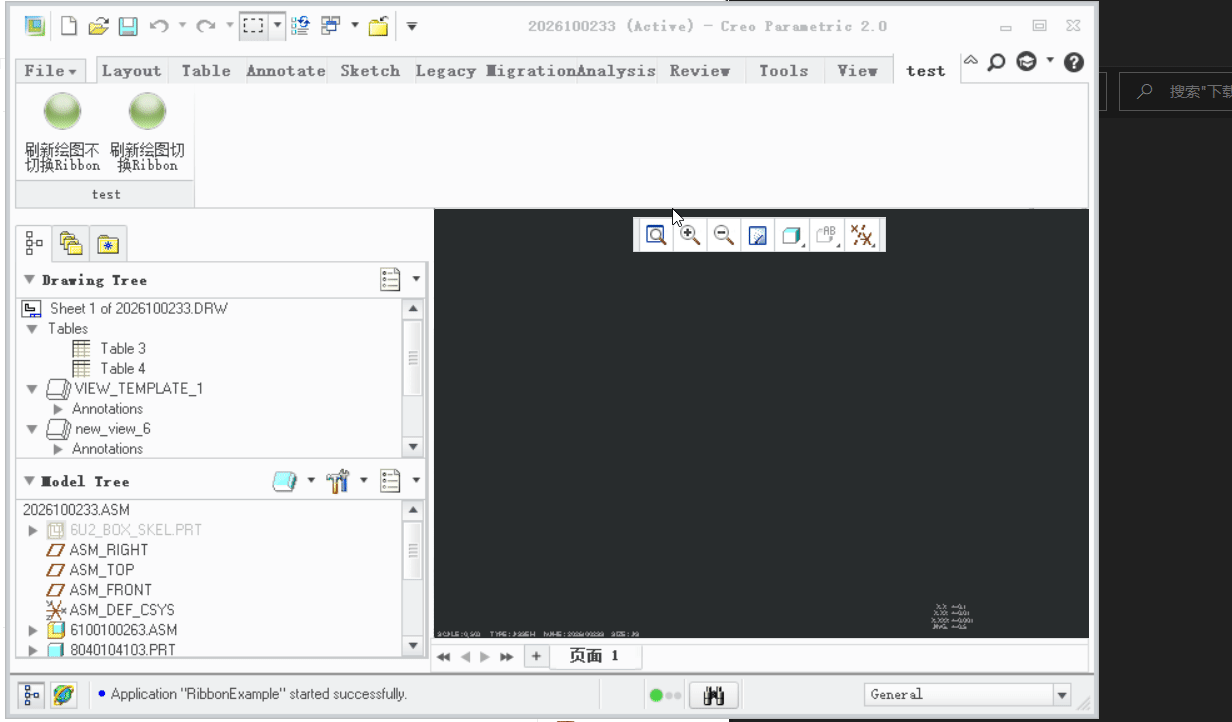 2026100233 (Active) - Creo Parametric 2.0
File Layout Table Annotate Sketch Legacy Migration Analysis Review Tools View test
搜索"下载
刷新绘图不切换Ribbon
刷新绘图切换Ribbon
test
Drawing Tree
Sheet 1 of 2026100233.DRW
Tables
Table 3
Table 4
VIEW_TEMPLATE_1
Annotations
new_view_6
Annotations
Model Tree
2026100233.ASM
6U2_BOX_SKEL.PRT
ASM_RIGHT
ASM_TOP
ASM_FRONT
ASM_DEF_CSYS
6100100263.ASM
8040104103.PRT
页面 1
Application "RibbonExample" started successfully.
General